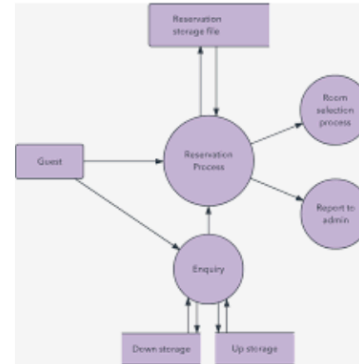 Reservation
storage file
Room
selection
process
Guest
Reservation
Process
Report to
admin
Enquiry
Down storage
Up storage